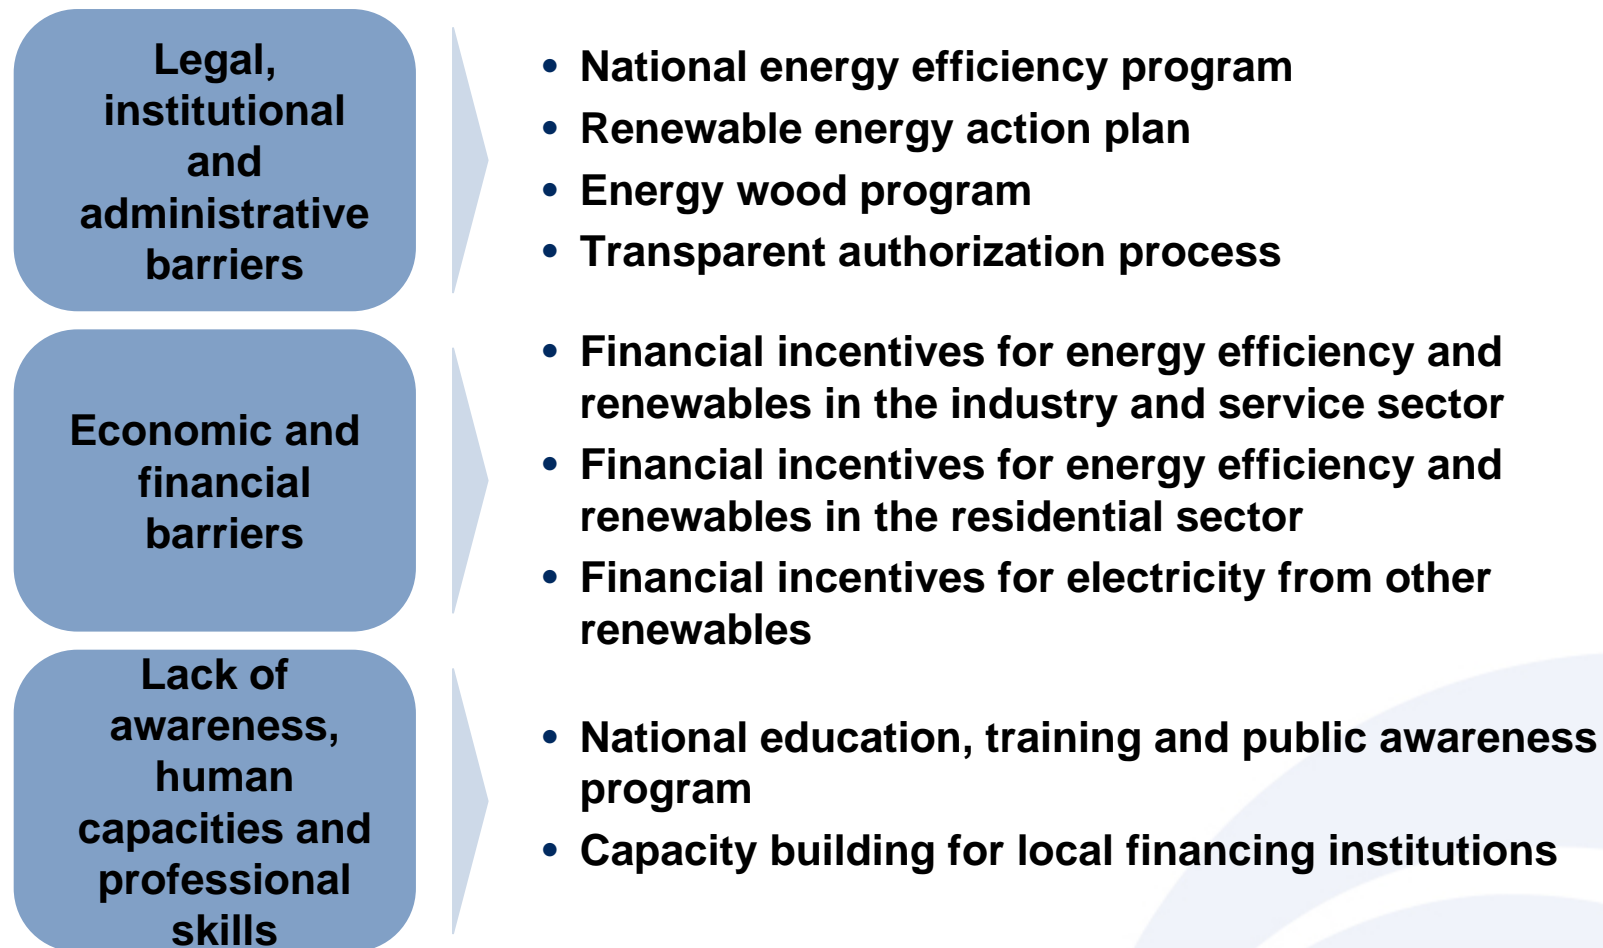 Legal,
institutional
and
administrative
barriers
• National energy efficiency program
• Renewable energy action plan
• Energy wood program
• Transparent authorization process
Economic and
financial
barriers
• Financial incentives for energy efficiency and
renewables in the industry and service sector
• Financial incentives for energy efficiency and
renewables in the residential sector
• Financial incentives for electricity from other
renewables
Lack of
awareness,
human
capacities and
professional
skills
• National education, training and public awareness
program
• Capacity building for local financing institutions